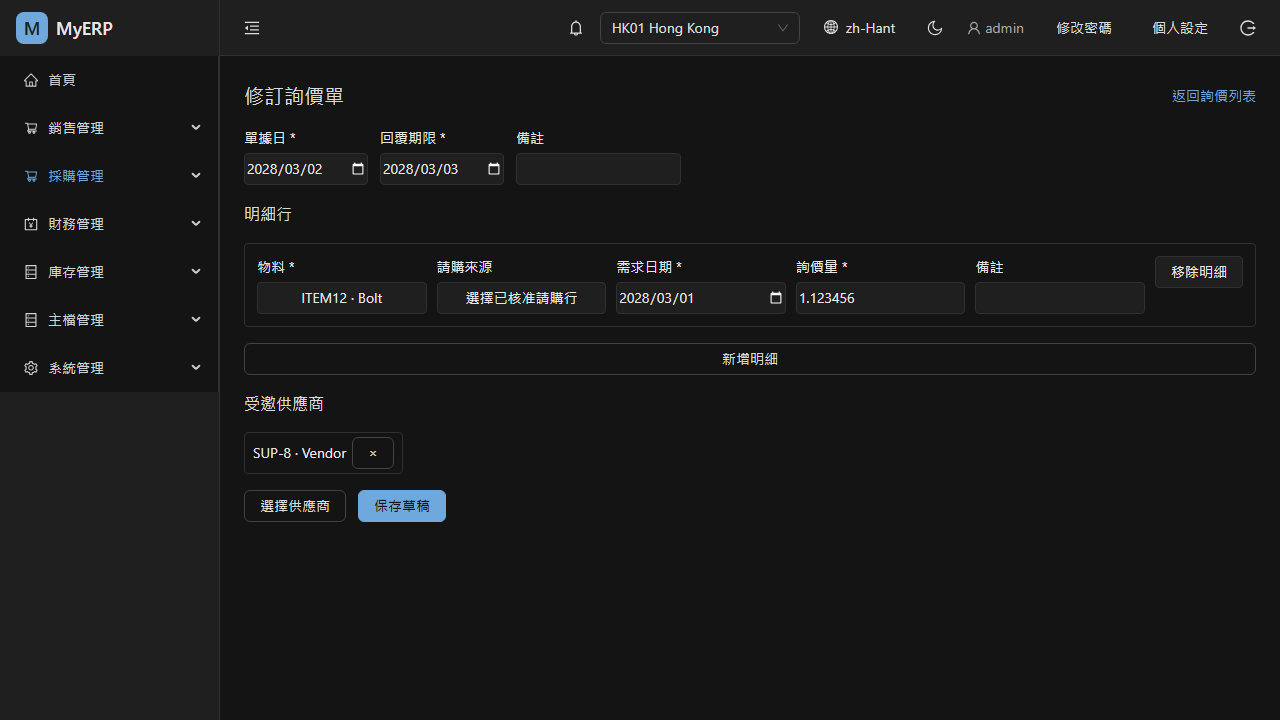 M MyERP
HK01 Hong Kong
zh-Hant
admin
修改密碼
個人設定
首頁
銷售管理
採購管理
財務管理
庫存管理
主檔管理
系統管理
修訂詢價單
返回詢價列表
單據日 * 回覆期限 * 備註
2028/03/02 2028/03/03
明細行
物料 * 請購來源 需求日期 * 詢價量 * 備註
ITEM12 · Bolt 選擇已核准請購行 2028/03/01 1.123456
移除明細
新增明細
受邀供應商
SUP-8 · Vendor ×
選擇供應商 保存草稿